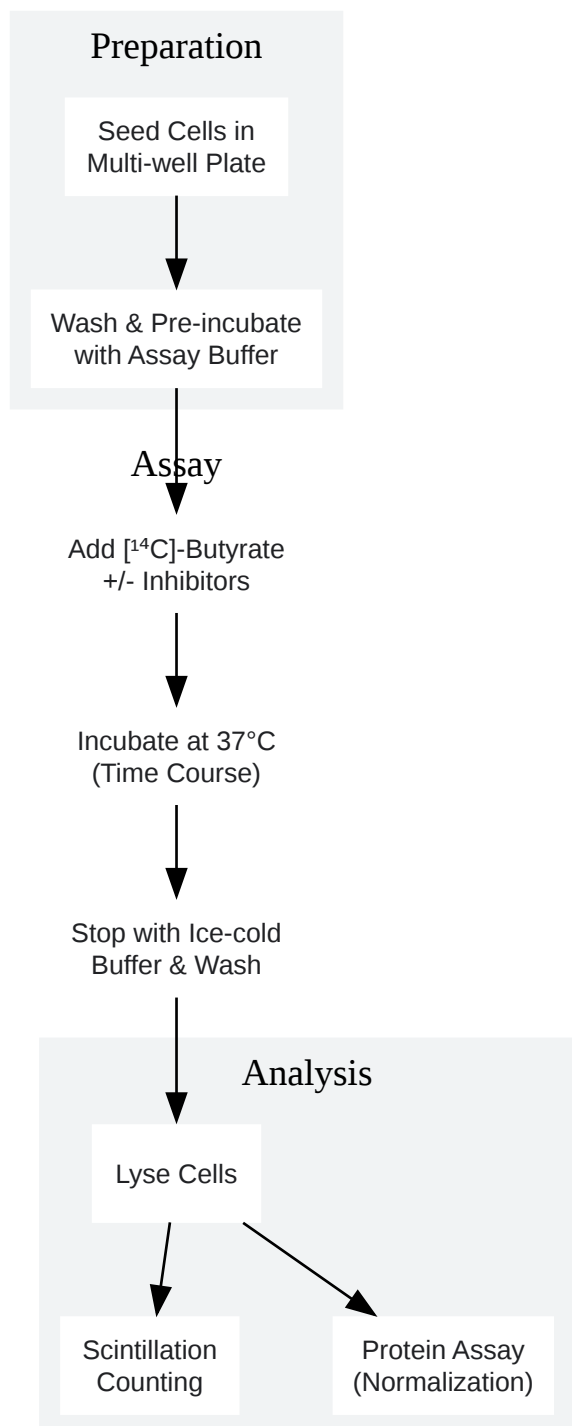 Preparation
Seed Cells in
Multi-well Plate
Wash & Pre-incubate
with Assay Buffer
Assay
Add [¹⁴C]-Butyrate
+/- Inhibitors
Incubate at 37°C
(Time Course)
Stop with Ice-cold
Buffer & Wash
Analysis
Lyse Cells
Scintillation
Counting
Protein Assay
(Normalization)